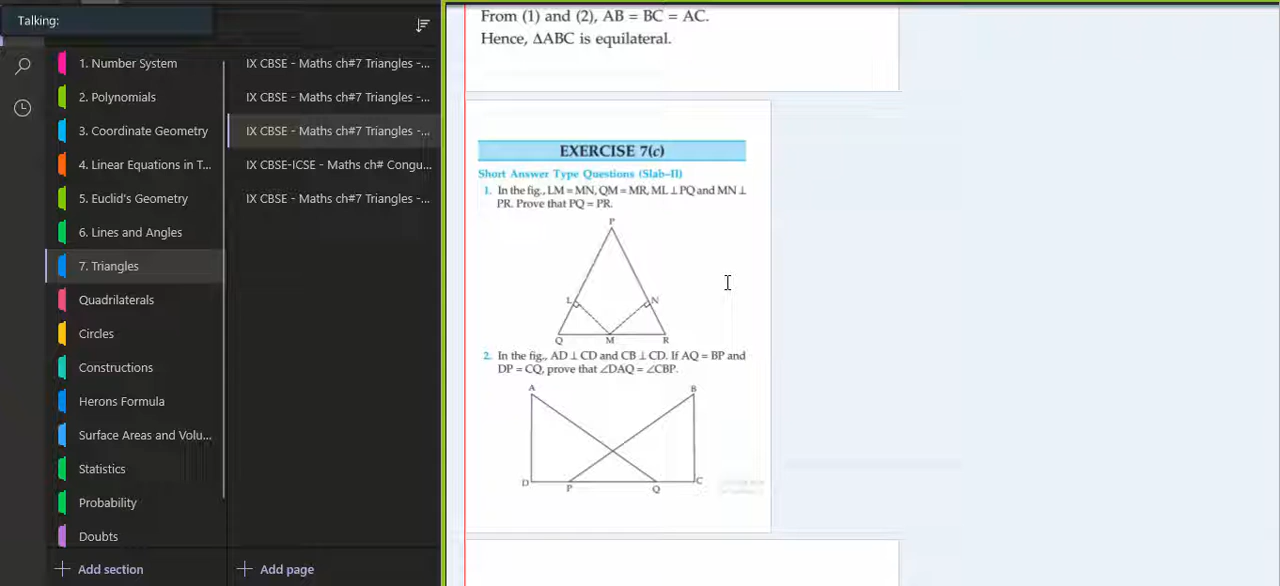 Talking:
1. Number System
2. Polynomials
3. Coordinate Geometry
4. Linear Equations in T...
5. Euclid's Geometry
6. Lines and Angles
7. Triangles
Quadrilaterals
Circles
Constructions
Herons Formula
Surface Areas and Volu...
Statistics
Probability
Doubts
Add section
IX CBSE - Maths ch#7 Triangles -...
IX CBSE - Maths ch#7 Triangles -...
IX CBSE - Maths ch#7 Triangles -...
IX CBSE-ICSE - Maths ch# Congu...
IX CBSE - Maths ch#7 Triangles -...
Add page
From (1) and (2), AB = BC = AC.
Hence, ΔABC is equilateral.
EXERCISE 7(c)
Short Answer Type Questions (Slab–II)
1. In the fig., LM = MN, QM = MR, ML ⊥ PQ and MN ⊥
PR. Prove that PQ = PR.
P
L N
Q M R
2. In the fig., AD ⊥ CD and CB ⊥ CD. If AQ = BP and
DP = CQ, prove that ∠DAQ = ∠CBP.
A B
D P Q C